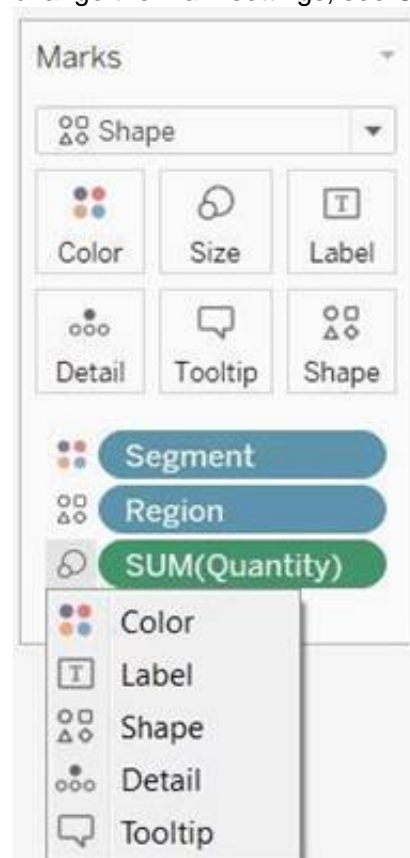 Marks
Shape
Color Size Label
T
Detail Tooltip Shape
Segment
Region
SUM(Quantity)
Color
T Label
Shape
Detail
Tooltip